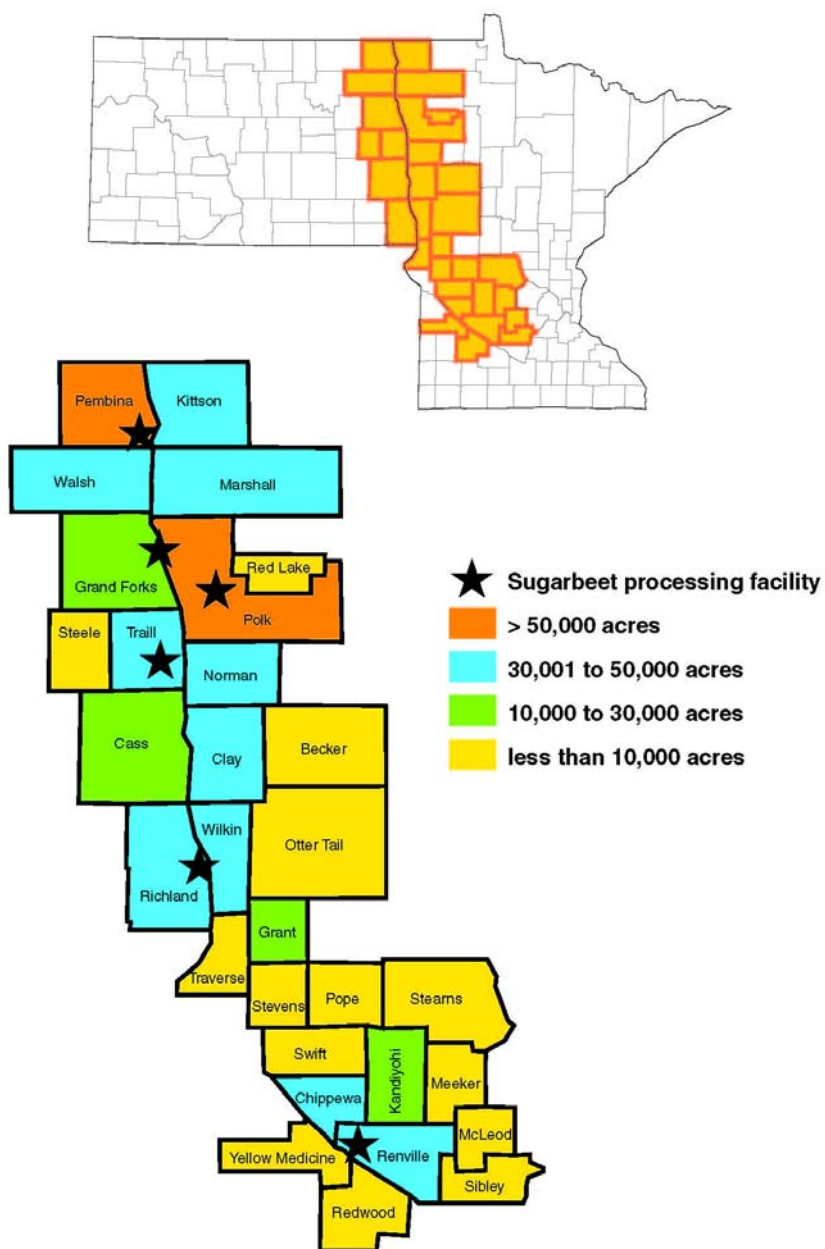 Pembina
Kittson
Walsh
Marshall
Grand Forks
Red Lake
Polk
Steele
Traill
Norman
Cass
Clay
Becker
Wilkin
Otter Tail
Richland
Grant
Traverse
Stevens
Pope
Stearns
Swift
Kandiyohi
Meeker
Chippewa
McLeod
Yellow Medicine
Renville
Sibley
Redwood
Sugarbeet processing facility
> 50,000 acres
30,001 to 50,000 acres
10,000 to 30,000 acres
less than 10,000 acres